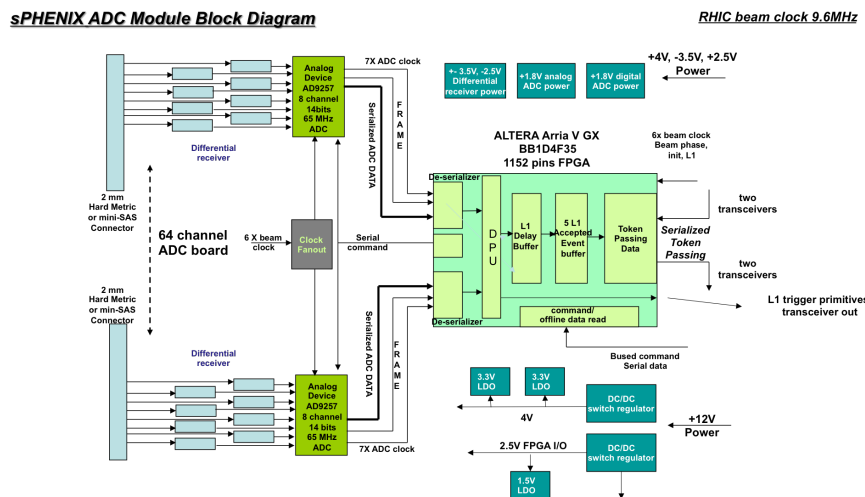 sPHENIX ADC Module Block Diagram
RHIC beam clock 9.6MHz
7X ADC clock
Analog
Device
AD9257
8 channel
14bits
65 MHz
ADC
Serialized ADC DATA
F
R
A
M
E
Differential
receiver
+- 3.5V, -2.5V
Differential
receiver power
+1.8V analog
ADC power
+1.8V digital
ADC power
+4V, -3.5V, +2.5V
Power
ALTERA Arria V GX
BB1D4F35
1152 pins FPGA
6x beam clock
Beam phase,
init, L1
De-serializer
2 mm
Hard Metric
or mini-SAS
Connector
64 channel
ADC board
6 X beam
clock
Clock
Fanout
Serial
command
D
P
U
L1
Delay
Buffer
5 L1
Accepted
Event
buffer
Token
Passing
Data
two
transceivers
Serialized
Token
Passing
two
transceivers
L1 trigger primitives
transceiver out
2 mm
Hard Metric
or min-SAS
Connector
De-serializer
command/
offline data read
Bused command
Serial data
Differential
receiver
Analog
Device
AD9257
8 channel
14 bits
65 MHz
ADC
Serialized ADC DATA
F
R
A
M
E
7X ADC clock
3.3V
LDO
3.3V
LDO
DC/DC
switch regulator
4V
+12V
Power
2.5V FPGA I/O
DC/DC
switch regulator
1.5V
LDO